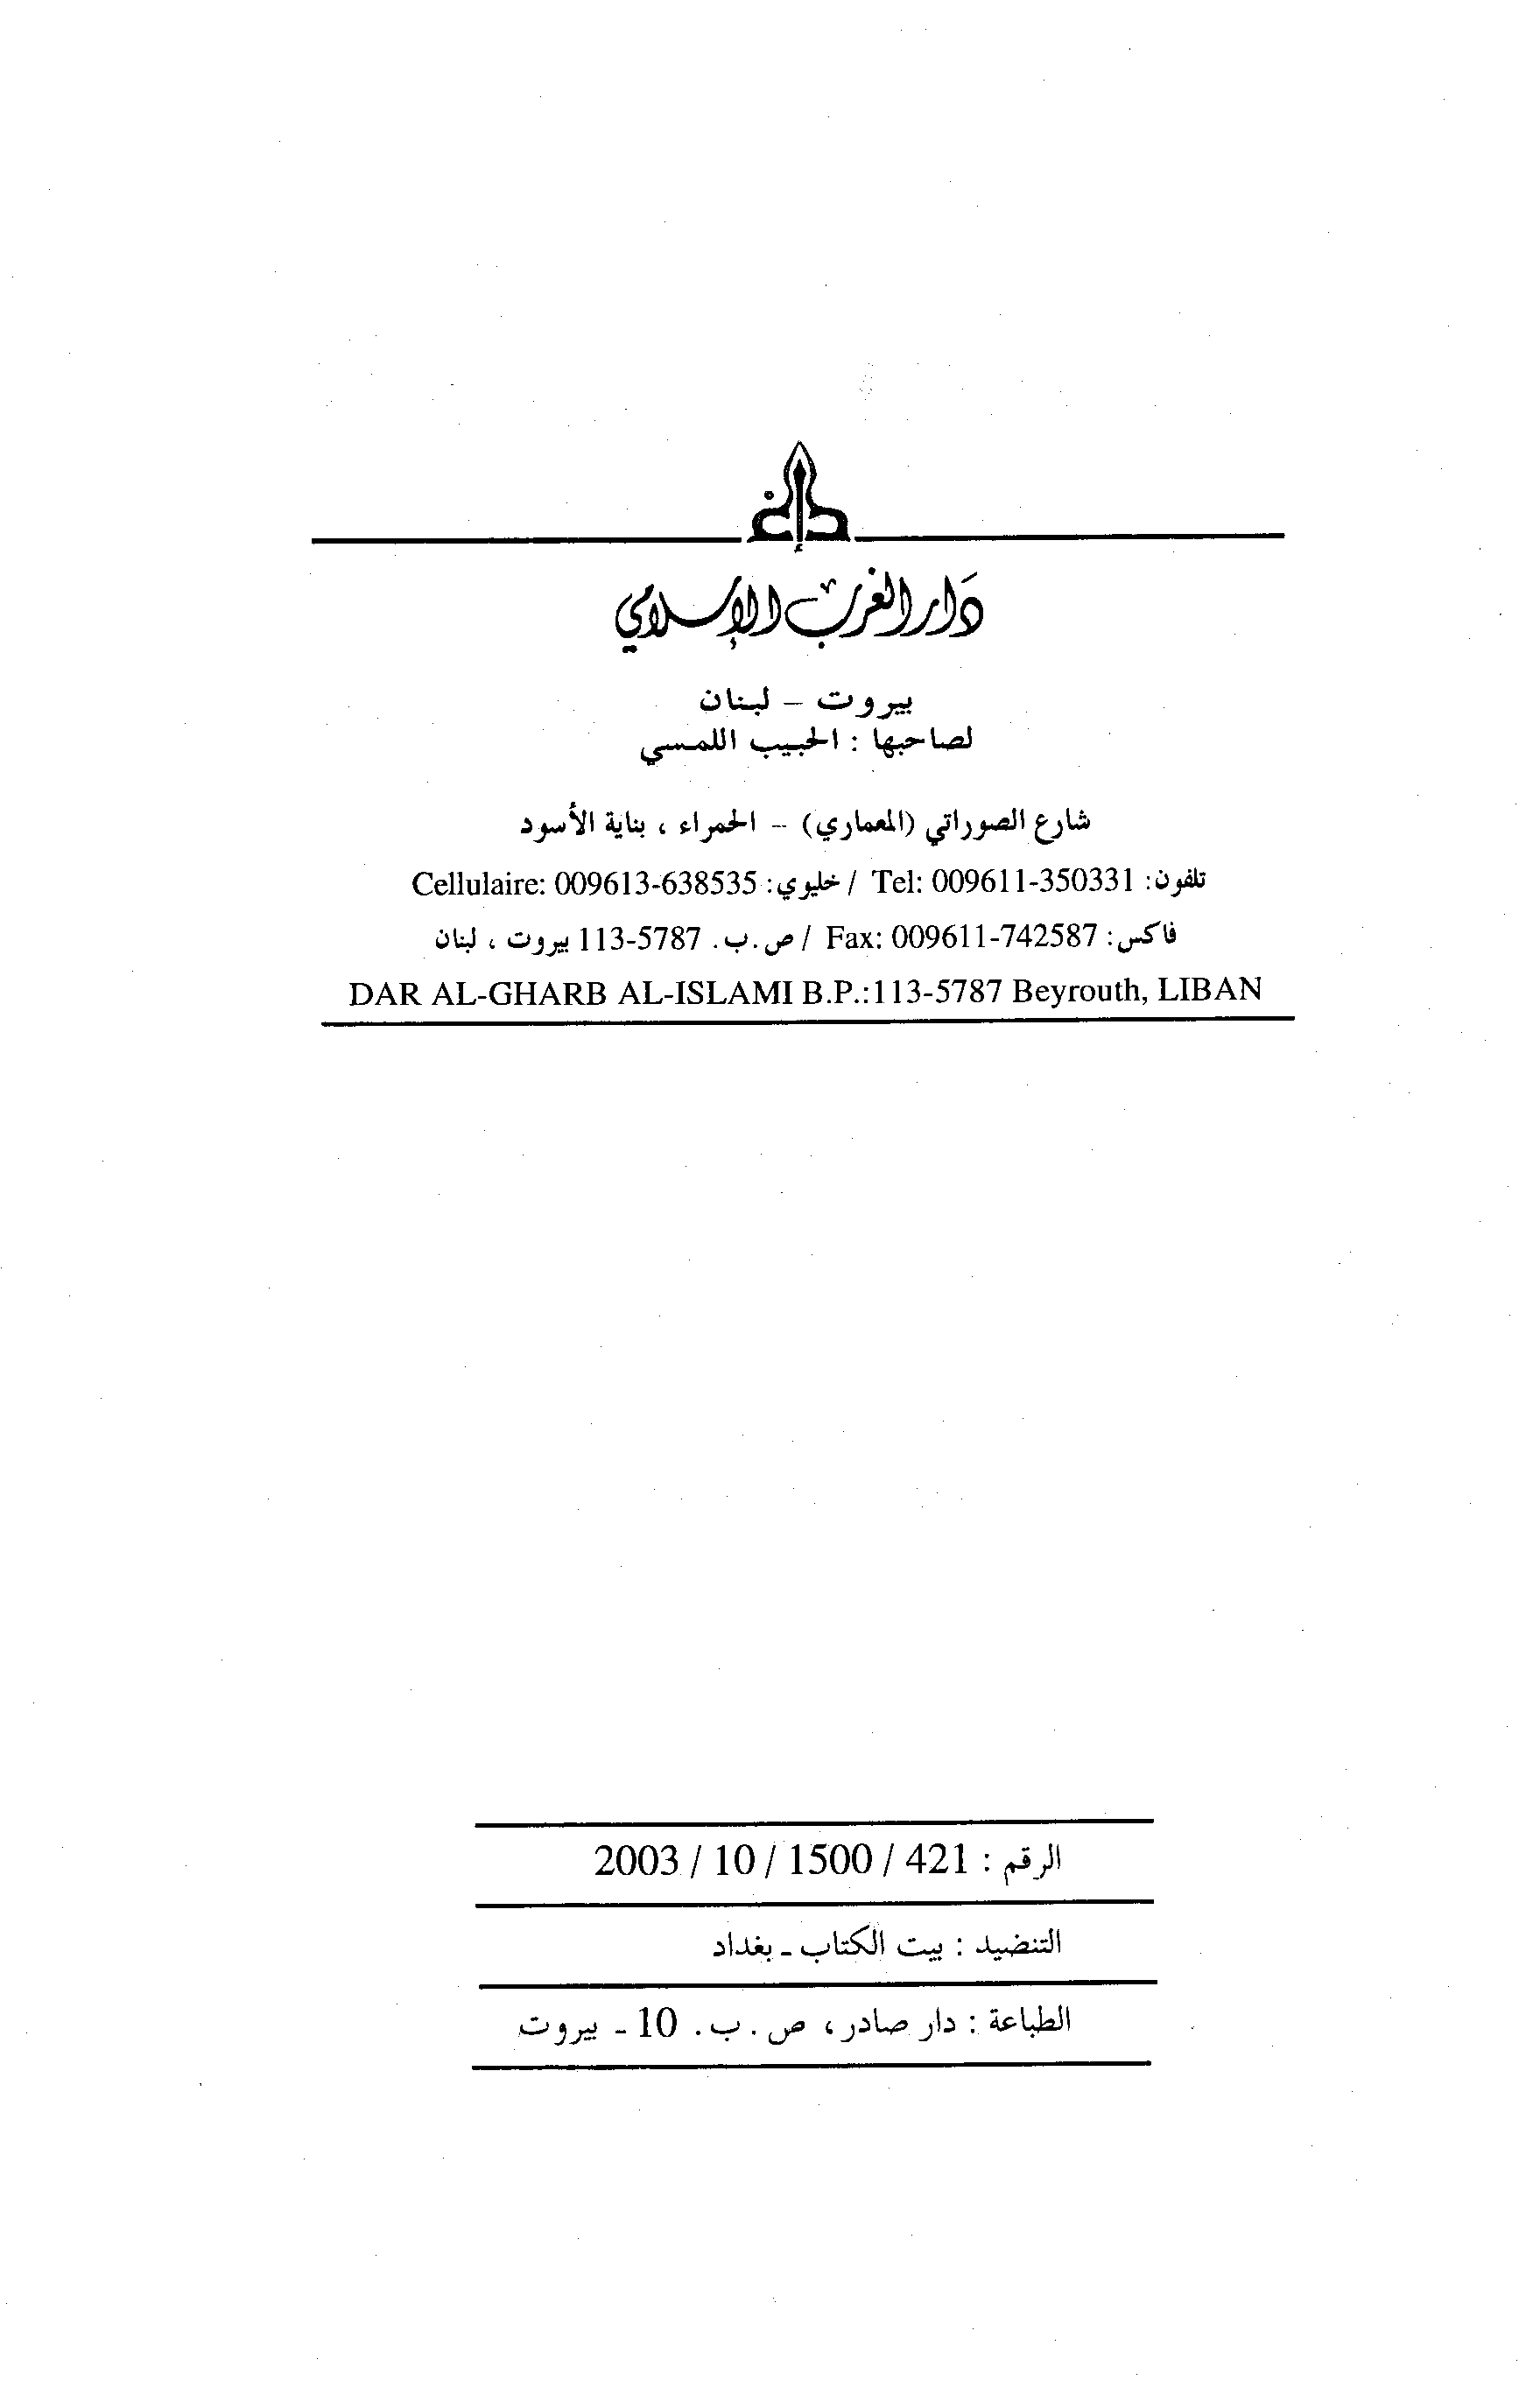 دار الغرب الإسلامي
بيروت – لبنان
لصاحبها : الحبيب اللمسي
شارع الصوراتي (المعماري) – الحمراء ، بناية الأسود
تلفون: Tel: 009611-350331 / خليوي: Cellulaire: 009613-638535
فاكس: Fax: 009611-742587 / ص.ب. 113-5787 بيروت ، لبنان
DAR AL-GHARB AL-ISLAMI B.P.:113-5787 Beyrouth, LIBAN
الرقم : 421 / 1500 / 10 / 2003
التنضيد : بيت الكتاب - بغداد
الطباعة : دار صادر، ص.ب. 10 - بيروت